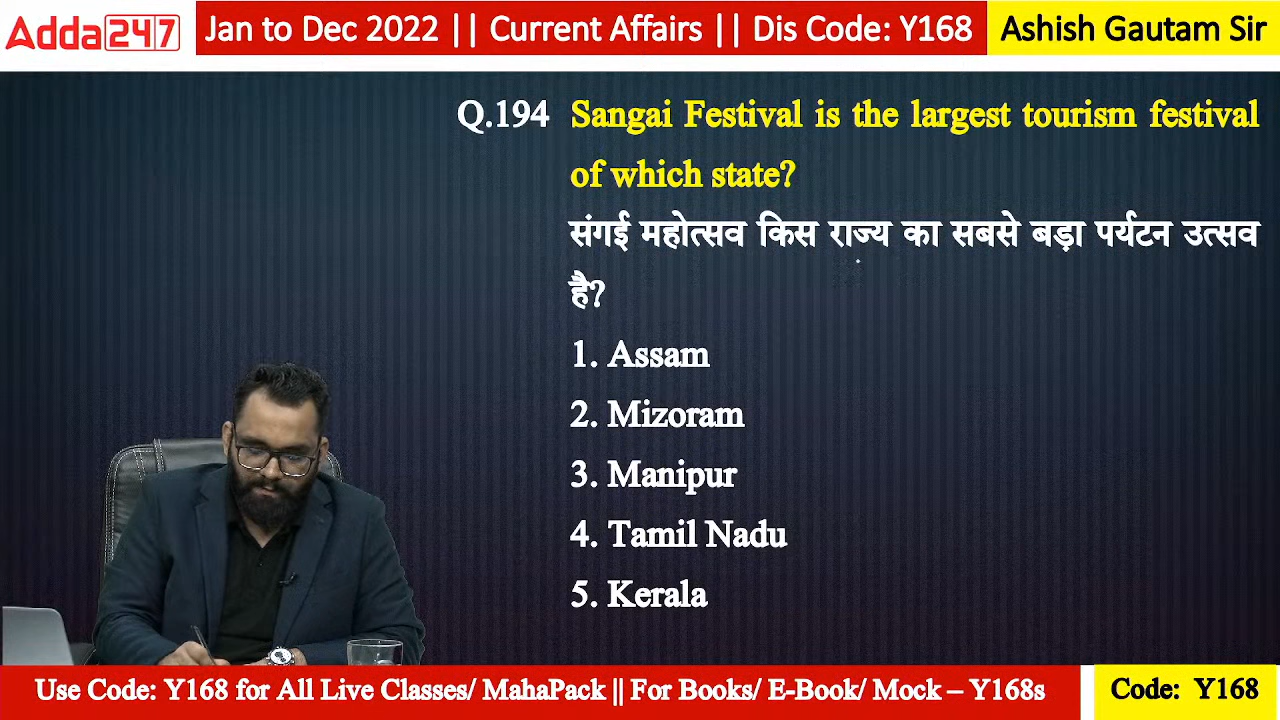 Adda247
Jan to Dec 2022 || Current Affairs || Dis Code: Y168
Ashish Gautam Sir
Q.194 Sangai Festival is the largest tourism festival
of which state?
संगई महोत्सव किस राज्य का सबसे बड़ा पर्यटन उत्सव
है?
1. Assam
2. Mizoram
3. Manipur
4. Tamil Nadu
5. Kerala
Use Code: Y168 for All Live Classes/ MahaPack || For Books/ E-Book/ Mock – Y168s
Code: Y168